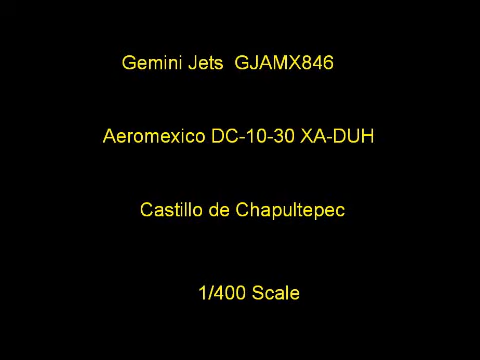 Gemini Jets  GJAMX846
Aeromexico DC-10-30 XA-DUH
Castillo de Chapultepec
1/400 Scale